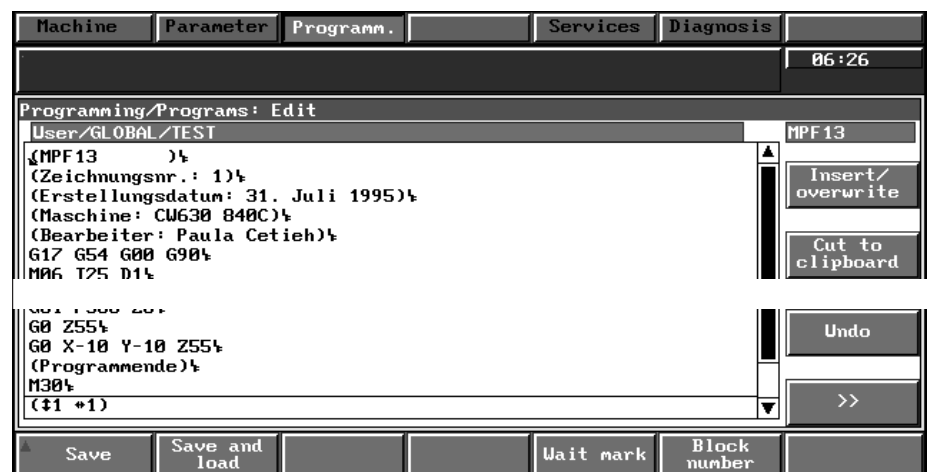 Machine Parameter Programm. Services Diagnosis
06:26
Programming/Programs: Edit
User/GLOBAL/TEST MPF13
(MPF13 )
(Zeichnungsnr.: 1)
(Erstellungsdatum: 31. Juli 1995)
(Maschine: CW630 840C)
(Bearbeiter: Paula Cetieh)
G17 G54 G00 G90
M06 T25 D1
G0 Z55
G0 X-10 Y-10 Z55
(Programmende)
M30
(↕1 ↔1)
Insert/
overwrite
Cut to
clipboard
Undo
>>
Save Save and load Wait mark Block number